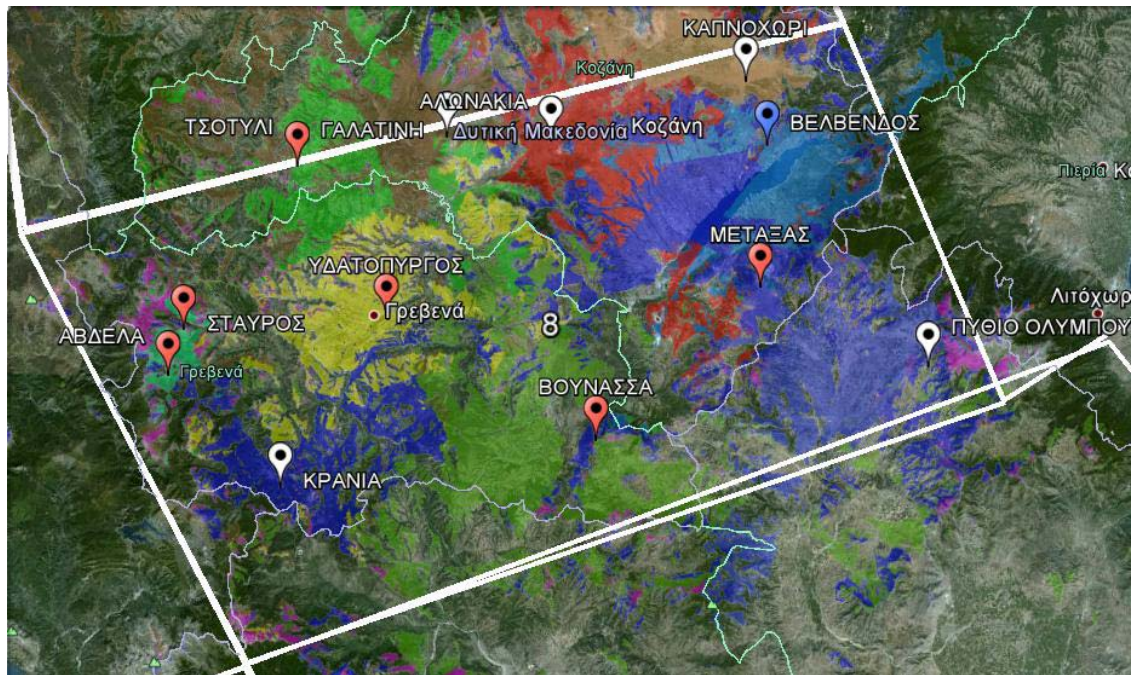 ΚΑΠΝΟΧΩΡΙ
Κοζάνη
ΑΛΩΝΑΚΙΑ
ΤΣΟΤΥΛΙ
ΓΑΛΑΤΙΝΗ
Δυτική Μακεδονία
Κοζάνη
ΒΕΛΒΕΝΔΟΣ
Πιερία
Κα
ΜΕΤΑΞΑΣ
ΥΔΑΤΟΠΥΡΓΟΣ
Γρεβενά
ΣΤΑΥΡΟΣ
8
Λιτόχωρ
ΑΒΔΕΛΑ
ΠΥΘΙΟ ΟΛΥΜΠΟΥ
Γρεβενά
ΒΟΥΝΑΣΣΑ
ΚΡΑΝΙΑ